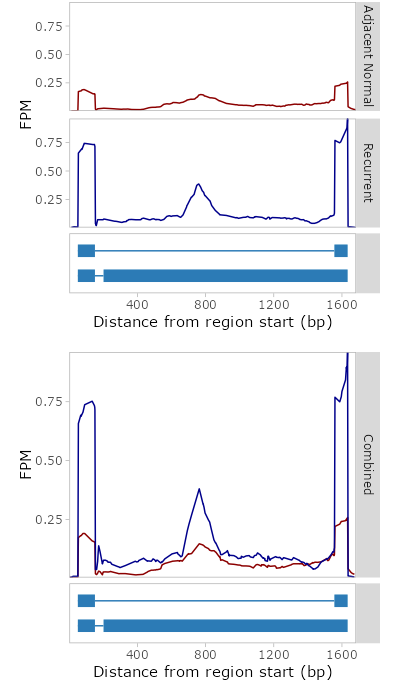 Adjacent Normal
0.75
0.50
0.25
FPM
Recurrent
0.75
0.50
0.25
400 800 1200 1600
Distance from region start (bp)
Combined
0.75
0.50
0.25
FPM
400 800 1200 1600
Distance from region start (bp)